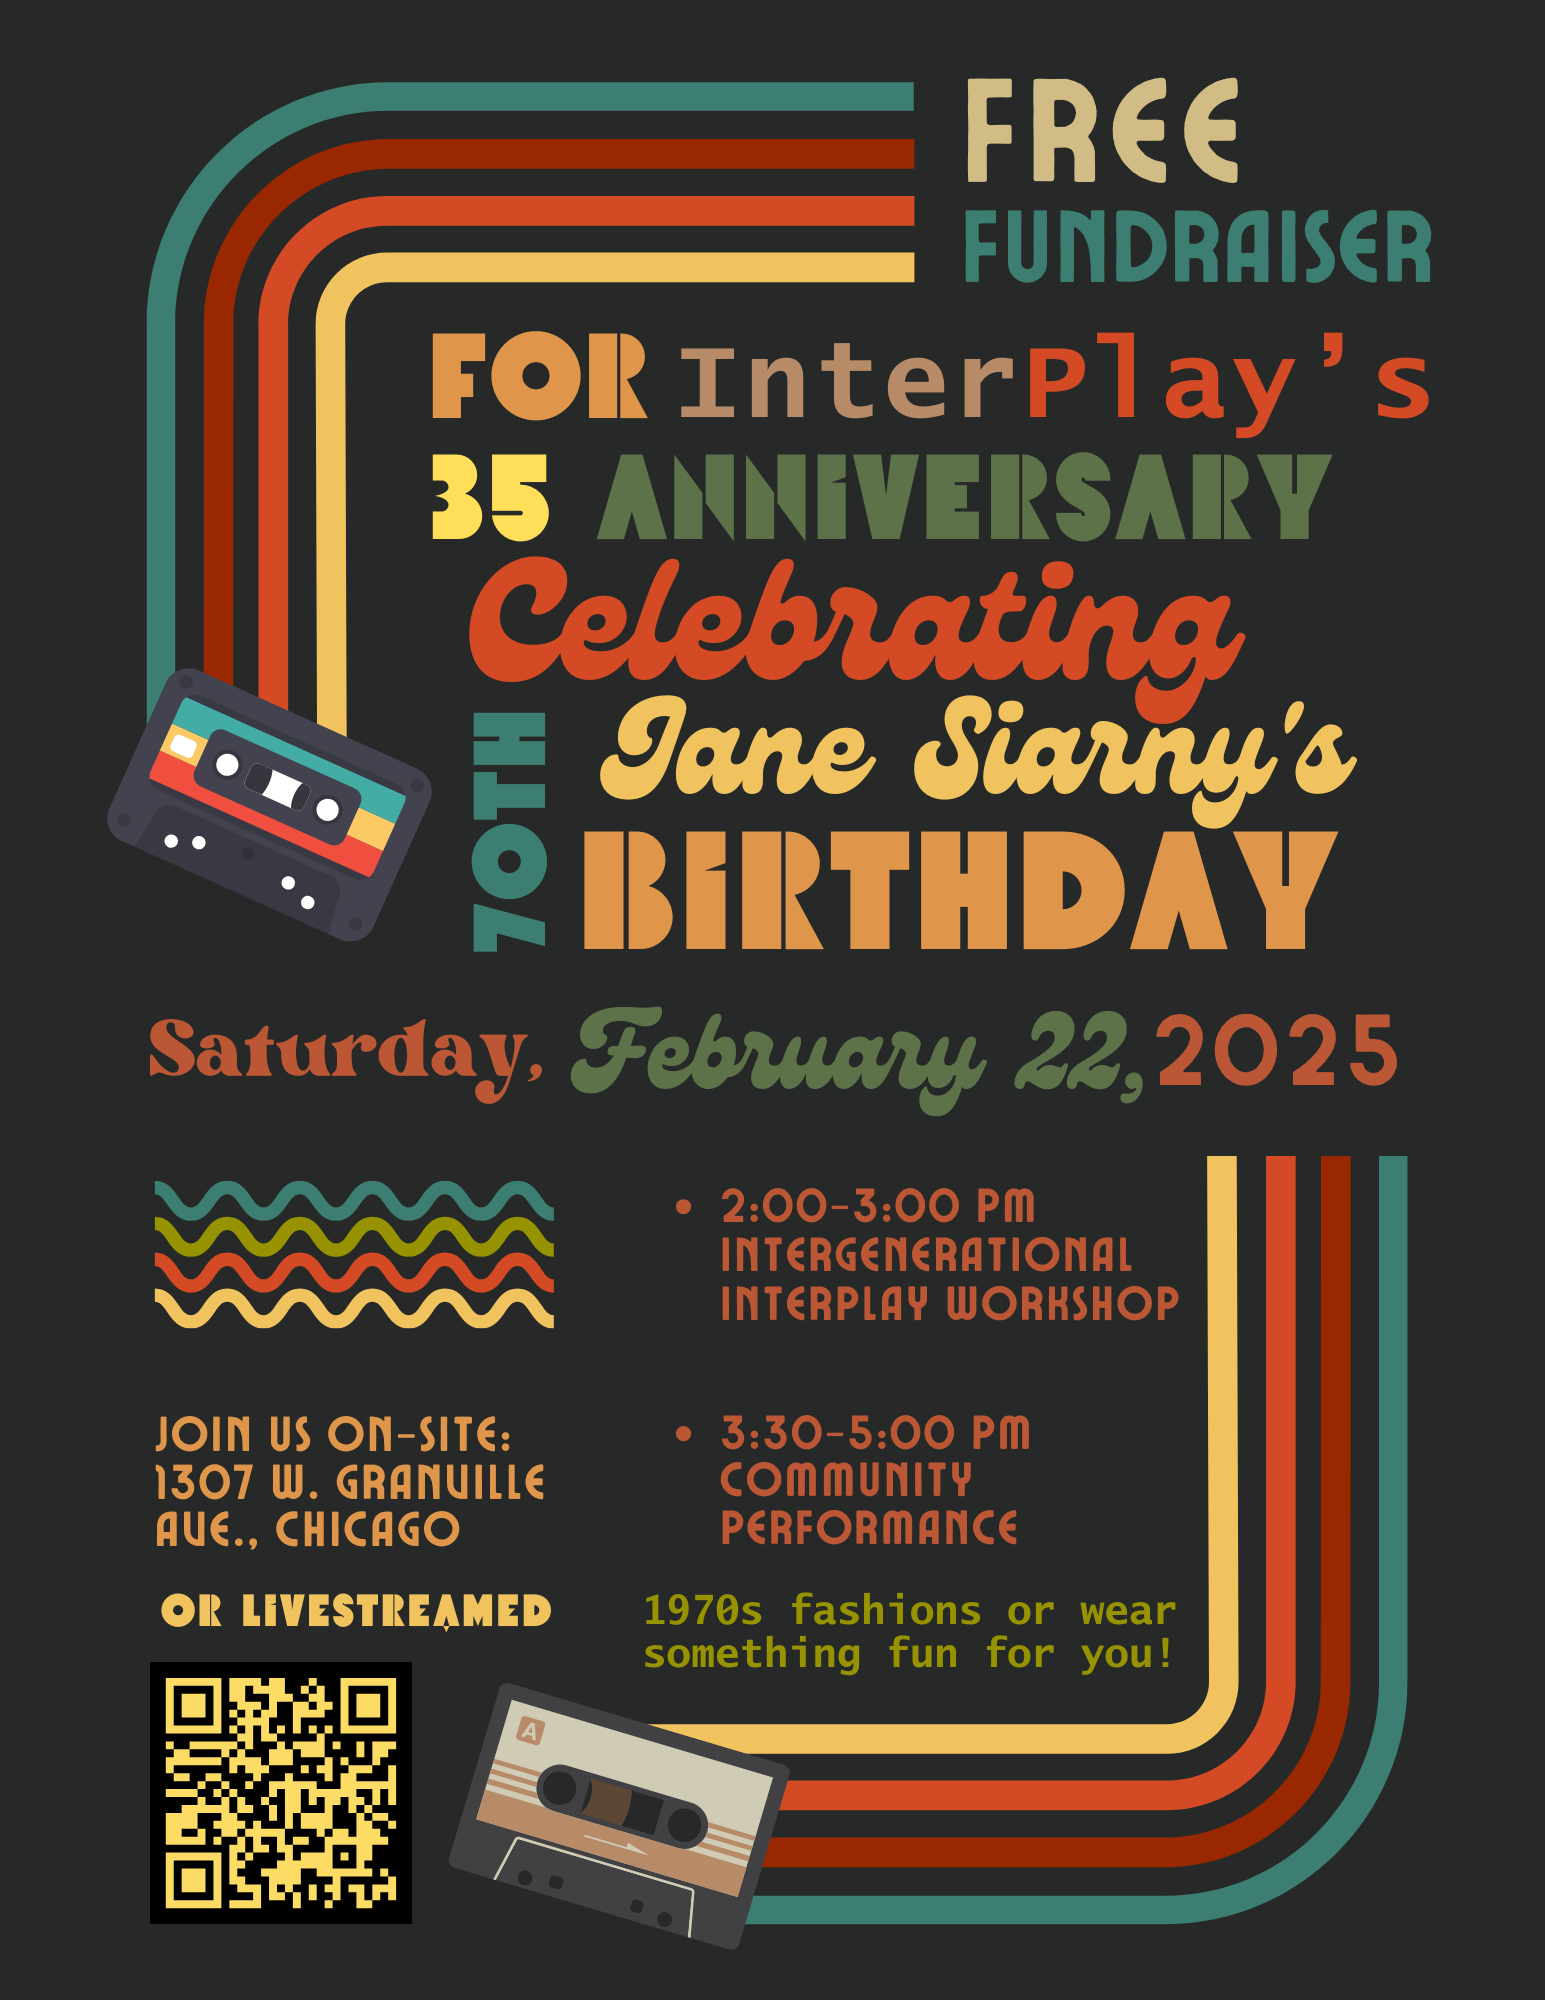 FREE
FUNDRAISER
FOR InterPlay's
35 ANNIVERSARY
Celebrating
70TH
Jane Siarny's
BIRTHDAY
Saturday, February 22, 2025
• 2:00-3:00 PM
INTERGENERATIONAL
INTERPLAY WORKSHOP
• 3:30-5:00 PM
COMMUNITY
PERFORMANCE
JOIN US ON-SITE:
1307 W. GRANVILLE
AVE., CHICAGO
OR LIVESTREAMED
1970s fashions or wear
something fun for you!
A